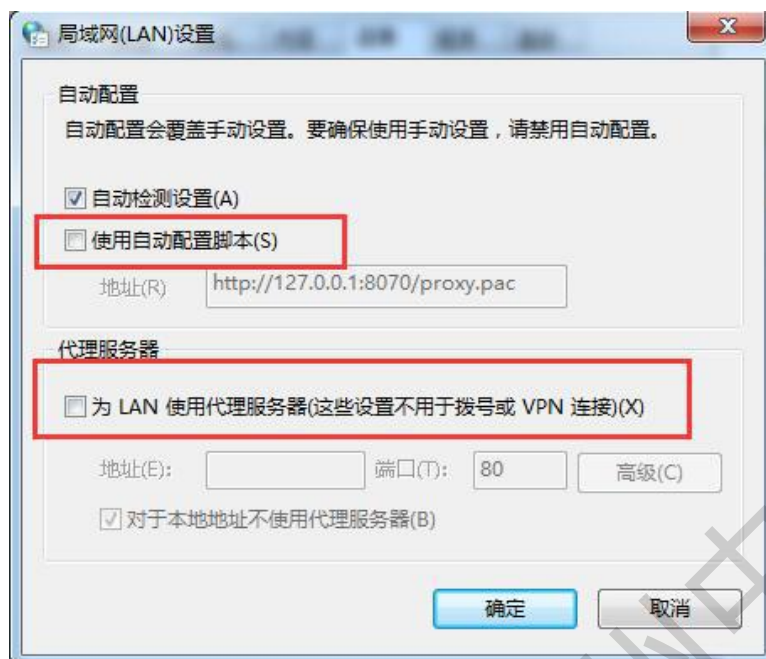 局域网(LAN)设置
自动配置
自动配置会覆盖手动设置。要确保使用手动设置，请禁用自动配置。
自动检测设置(A)
使用自动配置脚本(S)
地址(R) http://127.0.0.1:8070/proxy.pac
代理服务器
为 LAN 使用代理服务器(这些设置不用于拨号或 VPN 连接)(X)
地址(E): 端口(T): 80 高级(C)
对于本地地址不使用代理服务器(B)
确定 取消